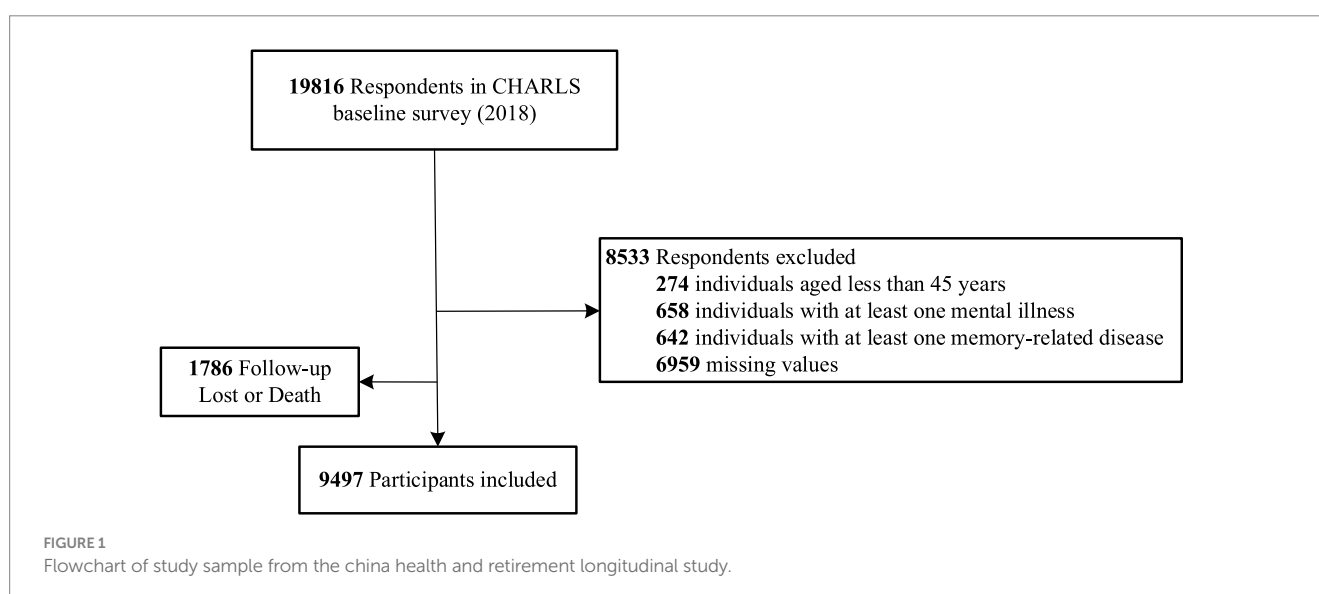 19816 Respondents in CHARLS
baseline survey (2018)
8533 Respondents excluded
274 individuals aged less than 45 years
658 individuals with at least one mental illness
642 individuals with at least one memory-related disease
6959 missing values
1786 Follow-up
Lost or Death
9497 Participants included
FIGURE 1
Flowchart of study sample from the china health and retirement longitudinal study.